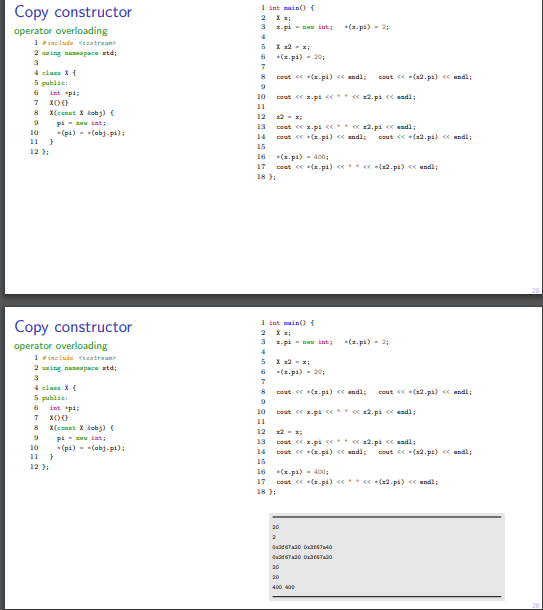 Copy constructor
operator overloading
1 #include <iostream>
2 using namespace std;
3
4 class X {
5 public:
6 int *pi;
7 X(){}
8 X(const X &obj) {
9 pi = new int;
10 *(pi) = *(obj.pi);
11 }
12 };
1 int main() {
2 X x;
3 x.pi = new int; *(x.pi) = 2;
4
5 X x2 = x;
6 *(x.pi) = 20;
7
8 cout << *(x.pi) << endl; cout << *(x2.pi) << endl;
9
10 cout << x.pi << " " << x2.pi << endl;
11
12 x2 = x;
13 cout << x.pi << " " << x2.pi << endl;
14 cout << *(x.pi) << endl; cout << *(x2.pi) << endl;
15
16 *(x.pi) = 400;
17 cout << *(x.pi) << " " << *(x2.pi) << endl;
18 };
28
Copy constructor
operator overloading
1 #include <iostream>
2 using namespace std;
3
4 class X {
5 public:
6 int *pi;
7 X(){}
8 X(const X &obj) {
9 pi = new int;
10 *(pi) = *(obj.pi);
11 }
12 };
1 int main() {
2 X x;
3 x.pi = new int; *(x.pi) = 2;
4
5 X x2 = x;
6 *(x.pi) = 20;
7
8 cout << *(x.pi) << endl; cout << *(x2.pi) << endl;
9
10 cout << x.pi << " " << x2.pi << endl;
11
12 x2 = x;
13 cout << x.pi << " " << x2.pi << endl;
14 cout << *(x.pi) << endl; cout << *(x2.pi) << endl;
15
16 *(x.pi) = 400;
17 cout << *(x.pi) << " " << *(x2.pi) << endl;
18 };
20
2
0x3f67a20 0x3f67a40
0x3f67a20 0x3f67a20
20
20
400 400
28